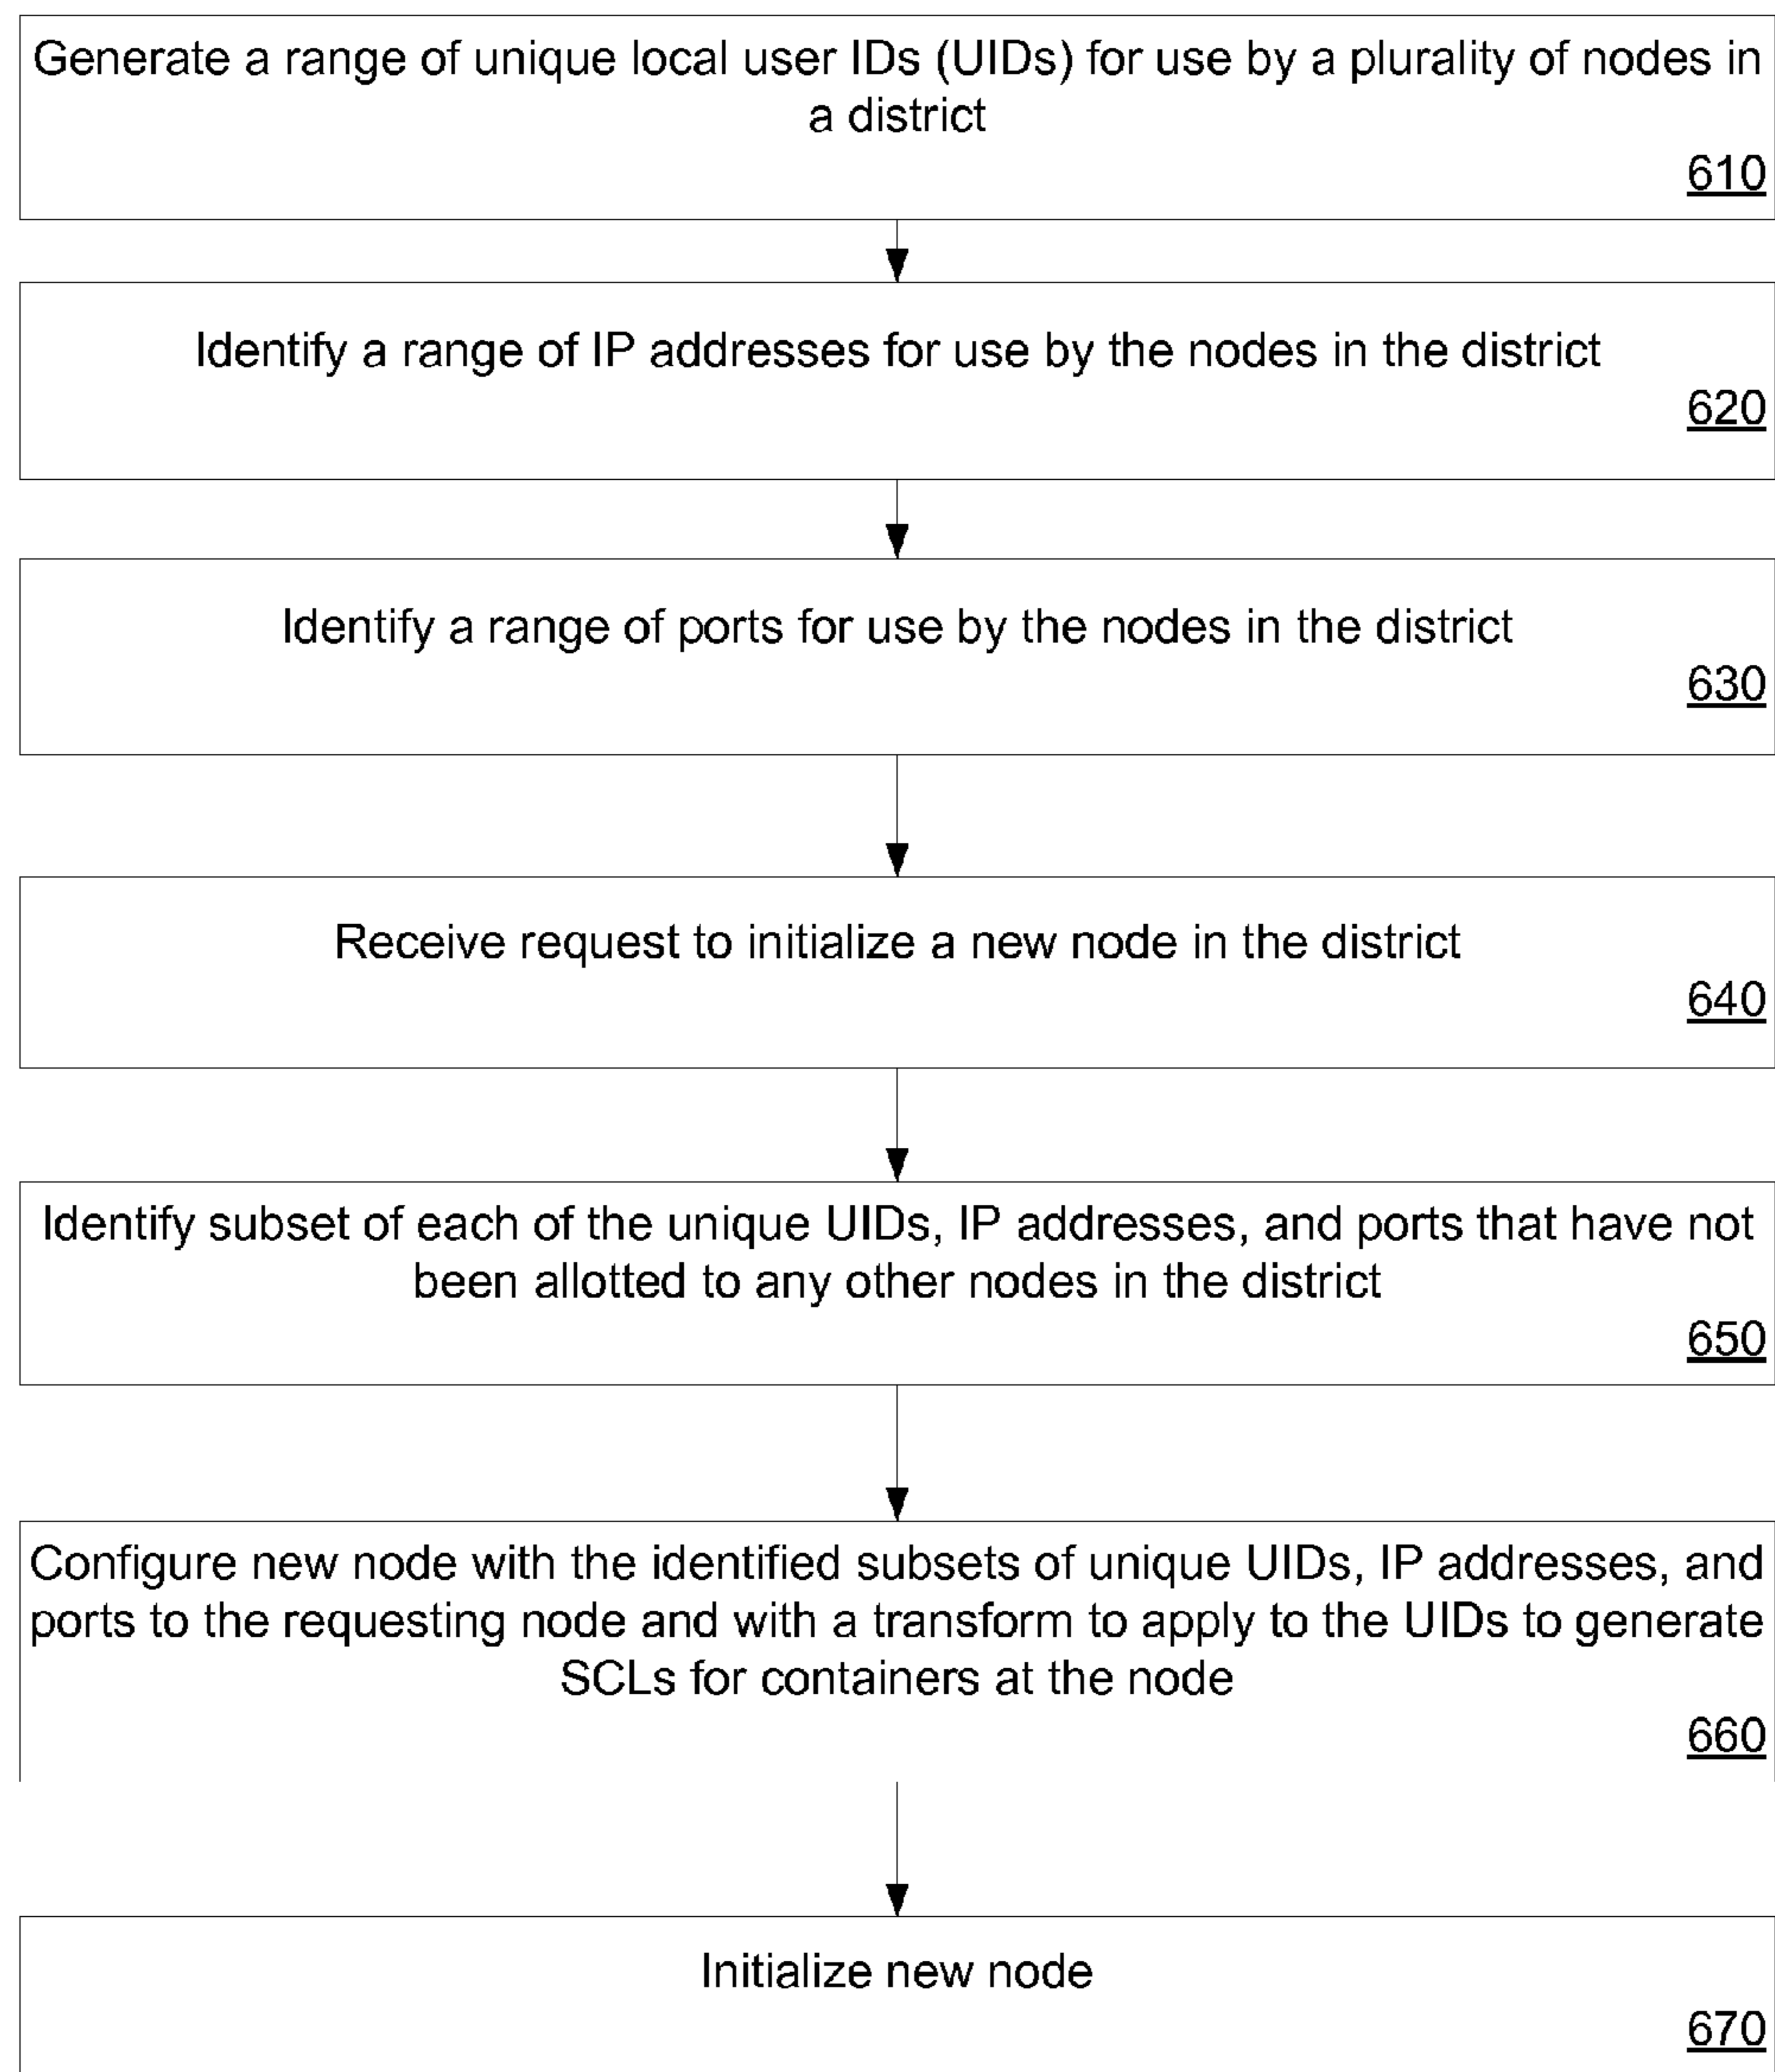 Generate a range of unique local user IDs (UIDs) for use by a plurality of nodes in
a district
610
Identify a range of IP addresses for use by the nodes in the district
620
Identify a range of ports for use by the nodes in the district
630
Receive request to initialize a new node in the district
640
Identify subset of each of the unique UIDs, IP addresses, and ports that have not
been allotted to any other nodes in the district
650
Configure new node with the identified subsets of unique UIDs, IP addresses, and
ports to the requesting node and with a transform to apply to the UIDs to generate
SCLs for containers at the node
660
Initialize new node
670